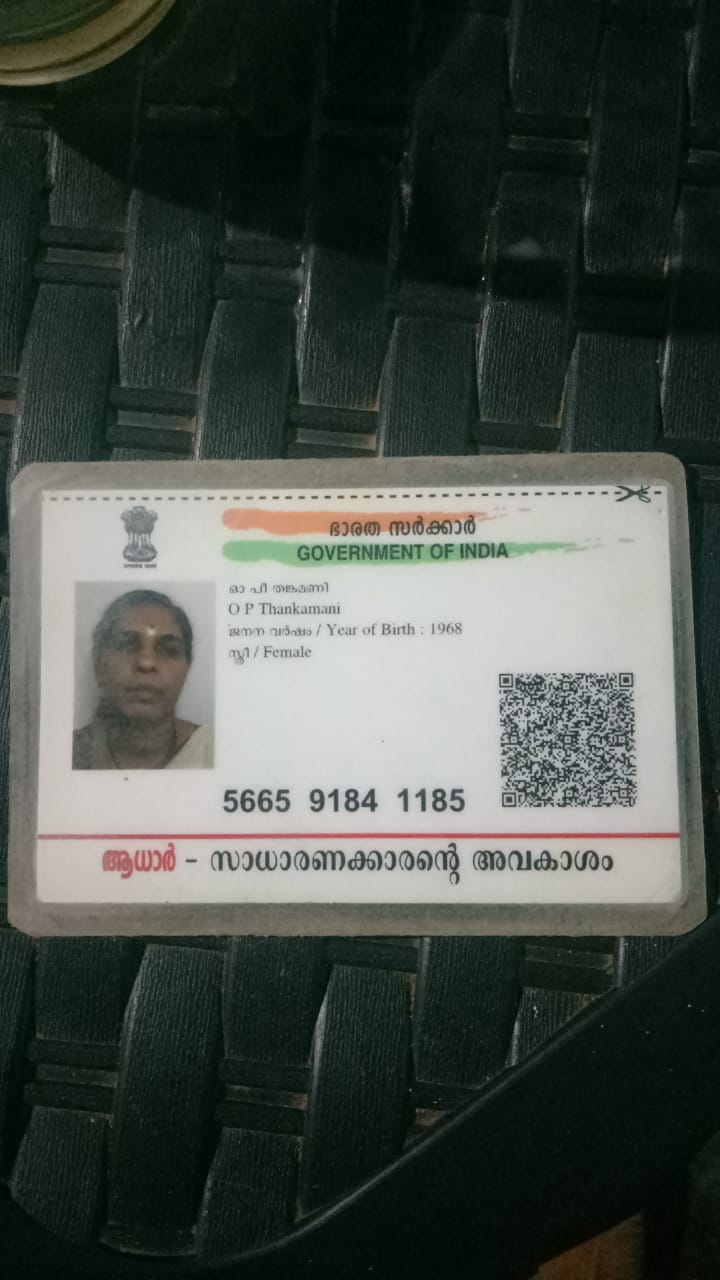 ഭാരത സർക്കാർ
GOVERNMENT OF INDIA
ഓ പി തങ്കമണി
O P Thankamani
ജനന വർഷം / Year of Birth : 1968
സ്ത്രീ / Female
5665 9184 1185
ആധാർ – സാധാരണക്കാരന്റെ അവകാശം